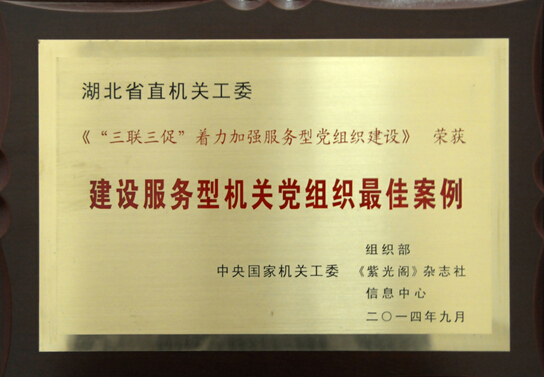 湖北省直机关工委
《“三联三促”着力加强服务型党组织建设》 荣获
建设服务型机关党组织最佳案例
组织部
中央国家机关工委 《紫光阁》杂志社
信息中心
二〇一四年九月